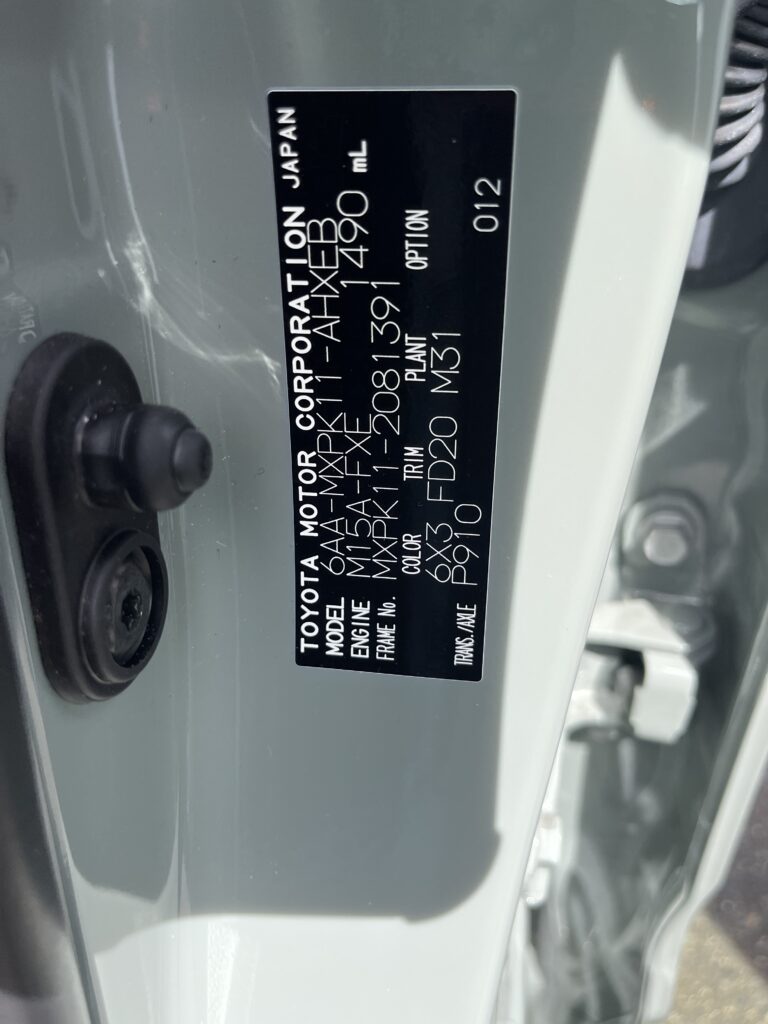 TOYOTA MOTOR CORPORATION JAPAN
MODEL 6AA-MXPK11-AHXEB
ENGINE M15A-FXE 1490 mL
FRAME No. MXPK11-2081391
COLOR TRIM PLANT OPTION
6X3 FD20 M31
TRANS./AXLE P910 012